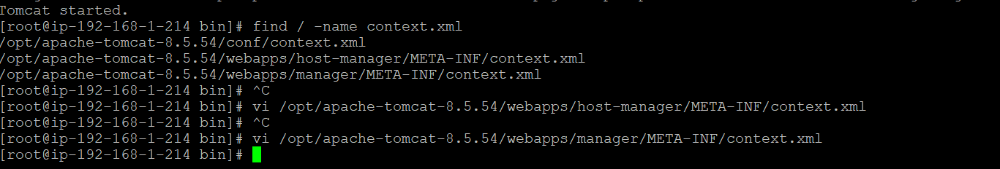 Tomcat started.
[root@ip-192-168-1-214 bin]# find / -name context.xml
/opt/apache-tomcat-8.5.54/conf/context.xml
/opt/apache-tomcat-8.5.54/webapps/host-manager/META-INF/context.xml
/opt/apache-tomcat-8.5.54/webapps/manager/META-INF/context.xml
[root@ip-192-168-1-214 bin]# ^C
[root@ip-192-168-1-214 bin]# vi /opt/apache-tomcat-8.5.54/webapps/host-manager/META-INF/context.xml
[root@ip-192-168-1-214 bin]# ^C
[root@ip-192-168-1-214 bin]# vi /opt/apache-tomcat-8.5.54/webapps/manager/META-INF/context.xml
[root@ip-192-168-1-214 bin]#